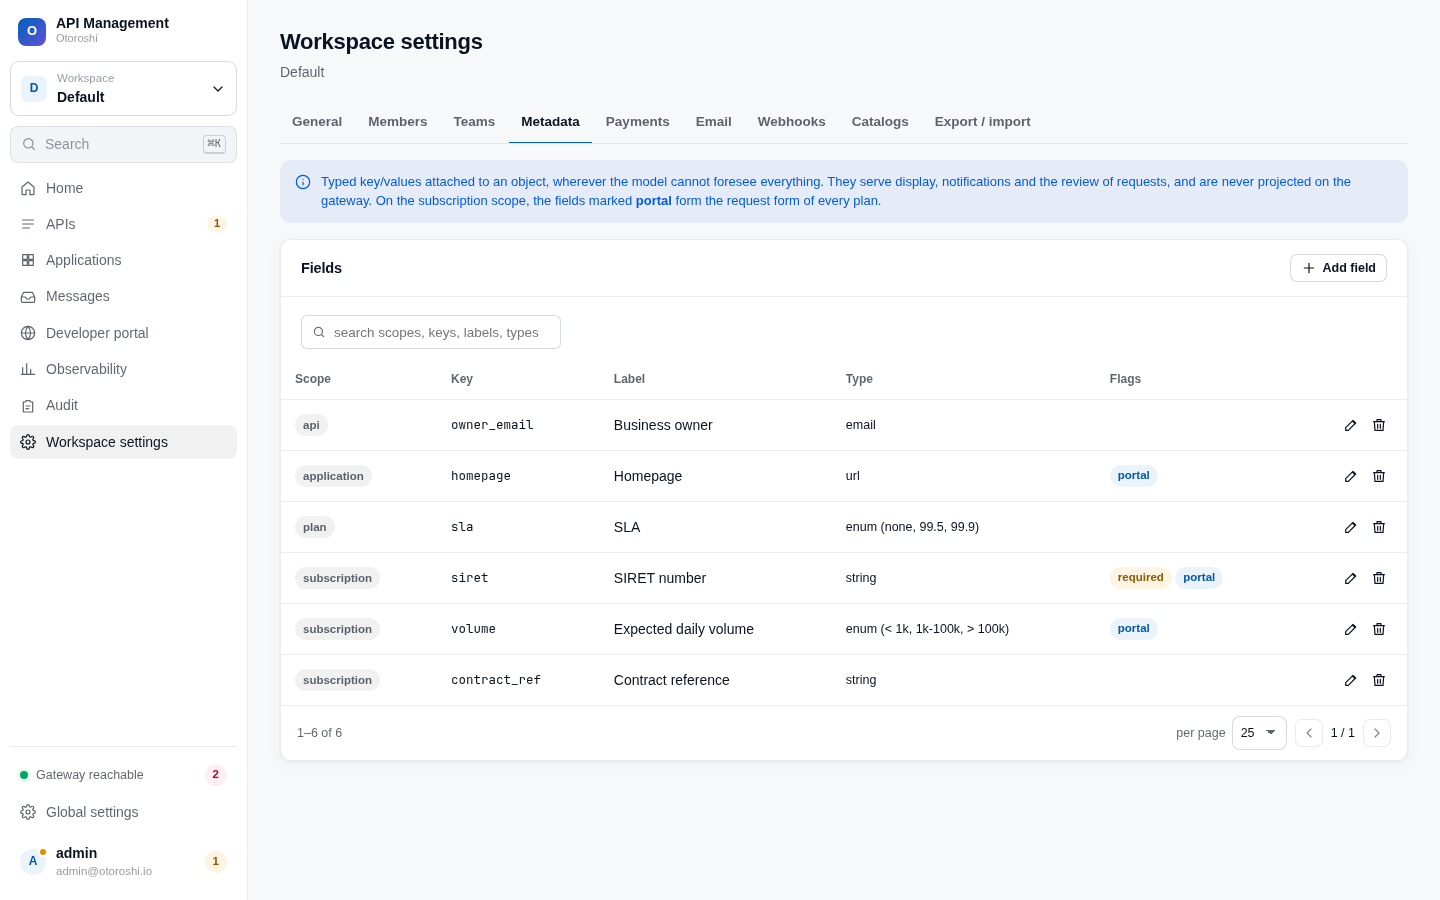 O
API Management
Otoroshi
D
Workspace
Default
Search
⌘K
Home
APIs 1
Applications
Messages
Developer portal
Observability
Audit
Workspace settings
Gateway reachable 2
Global settings
A
admin
admin@otoroshi.io
1
Workspace settings
Default
General Members Teams Metadata Payments Email Webhooks Catalogs Export / import
Typed key/values attached to an object, wherever the model cannot foresee everything. They serve display, notifications and the review of requests, and are never projected on the
gateway. On the subscription scope, the fields marked portal form the request form of every plan.
Fields
Add field
search scopes, keys, labels, types
Scope Key Label Type Flags
api owner_email Business owner email
application homepage Homepage url portal
plan sla SLA enum (none, 99.5, 99.9)
subscription siret SIRET number string required portal
subscription volume Expected daily volume enum (< 1k, 1k-100k, > 100k) portal
subscription contract_ref Contract reference string
1–6 of 6 per page 25 1 / 1